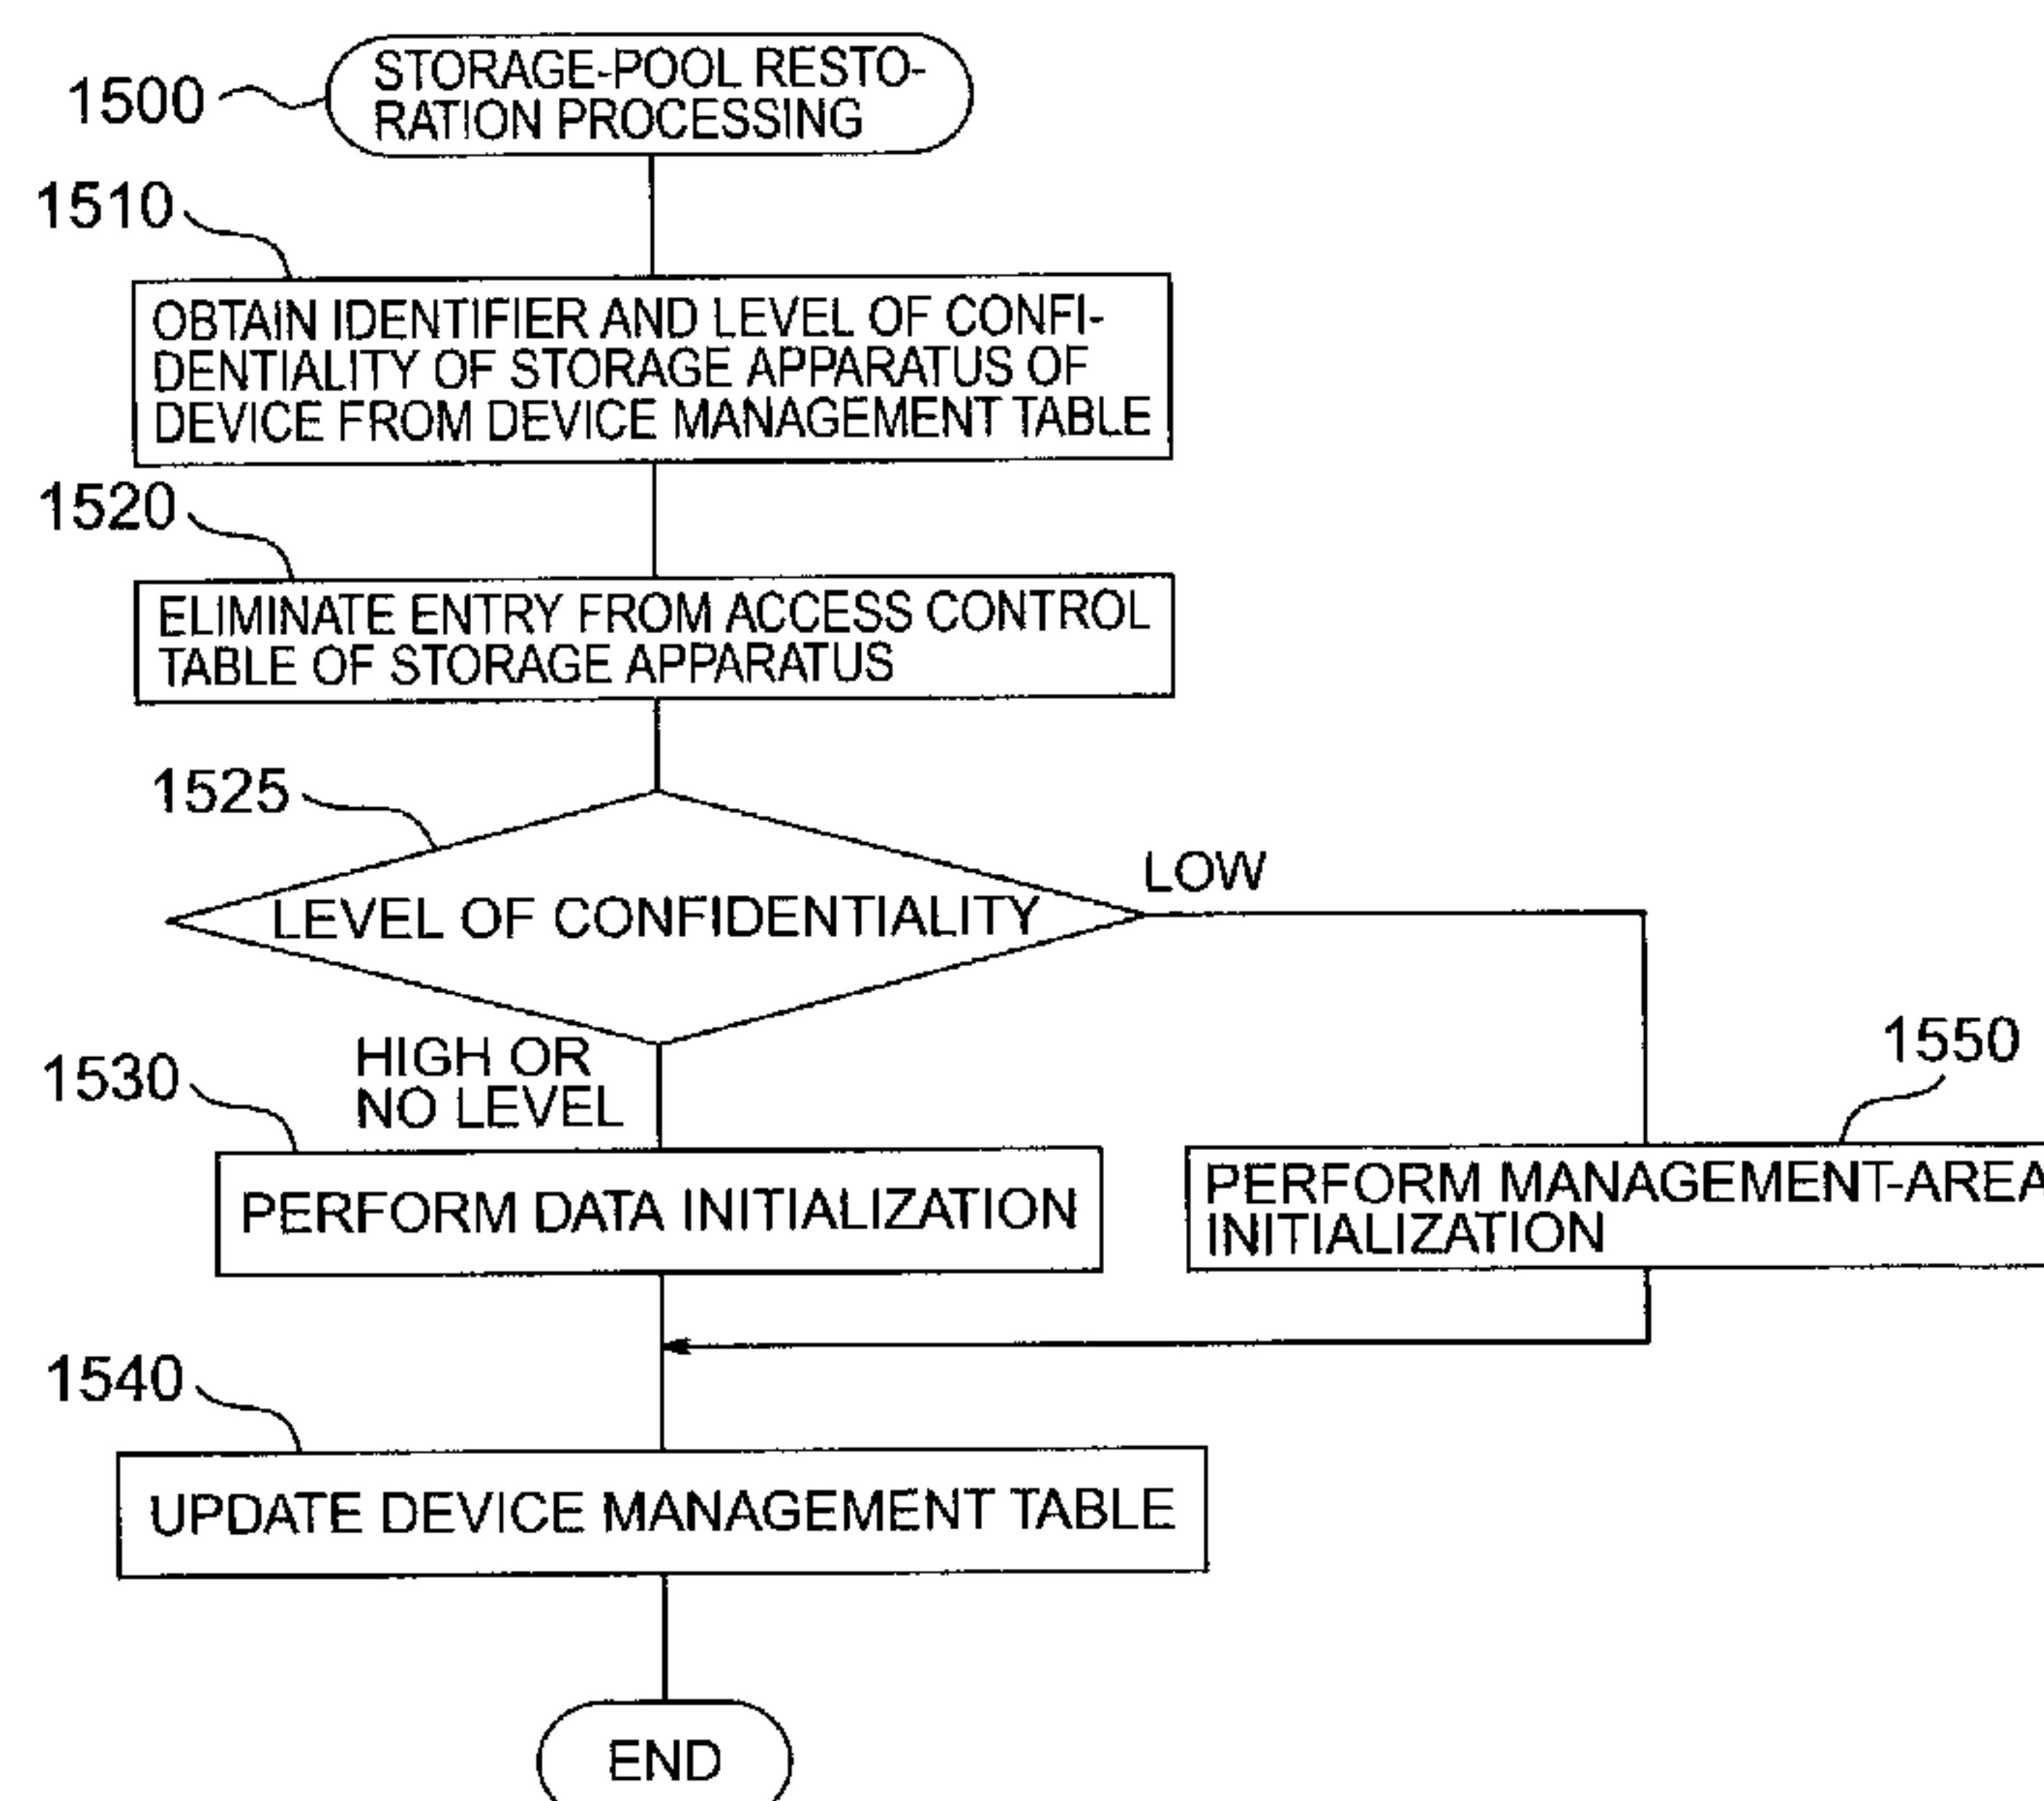 1500
STORAGE-POOL RESTO-
RATION PROCESSING
1510
OBTAIN IDENTIFIER AND LEVEL OF CONFI-
DENTIALITY OF STORAGE APPARATUS OF
DEVICE FROM DEVICE MANAGEMENT TABLE
1520
ELIMINATE ENTRY FROM ACCESS CONTROL
TABLE OF STORAGE APPARATUS
1525
LEVEL OF CONFIDENTIALITY
LOW
HIGH OR
NO LEVEL
1530
PERFORM DATA INITIALIZATION
1550
PERFORM MANAGEMENT-AREA
INITIALIZATION
1540
UPDATE DEVICE MANAGEMENT TABLE
END